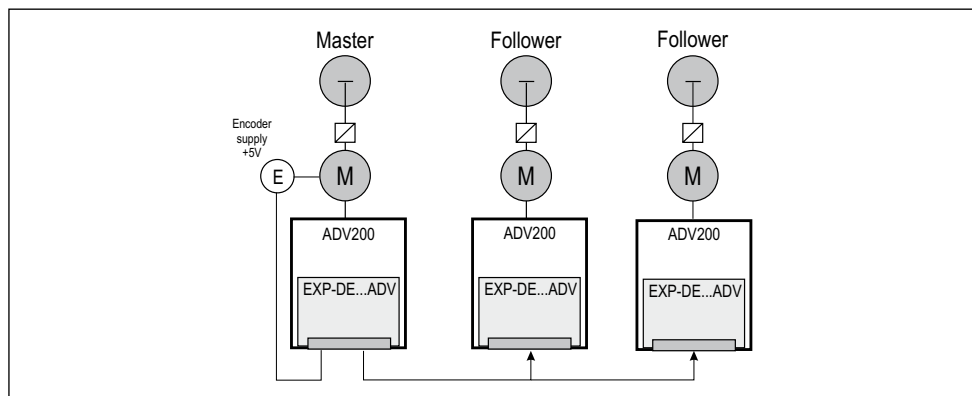 Master
Follower
Follower
Encoder
supply
+5V
E
M
M
M
ADV200
ADV200
ADV200
EXP-DE...ADV
EXP-DE...ADV
EXP-DE...ADV